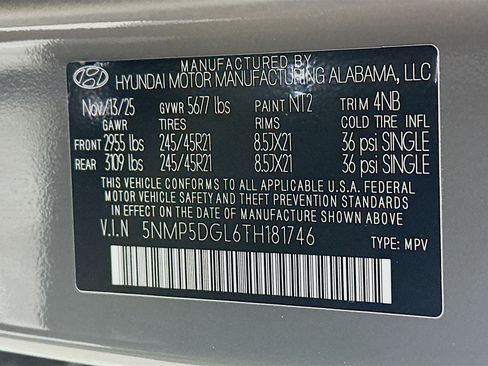 MANUFACTURED BY
HYUNDAI MOTOR MANUFACTURING ALABAMA, LLC
Nov/13/25 GVWR 5677 lbs PAINT NT2 TRIM 4NB
GAWR TIRES RIMS COLD TIRE INFL
FRONT 2955 lbs 245/45R21 8.5JX21 36 psi SINGLE
REAR 3109 lbs 245/45R21 8.5JX21 36 psi SINGLE
THIS VEHICLE CONFORMS TO ALL APPLICABLE U.S.A. FEDERAL
MOTOR VEHICLE SAFETY AND THEFT PREVENTION STANDARDS
IN EFFECT ON THE DATE OF MANUFACTURE SHOWN ABOVE.
V.I.N 5NMP5DGL6TH181746 TYPE: MPV